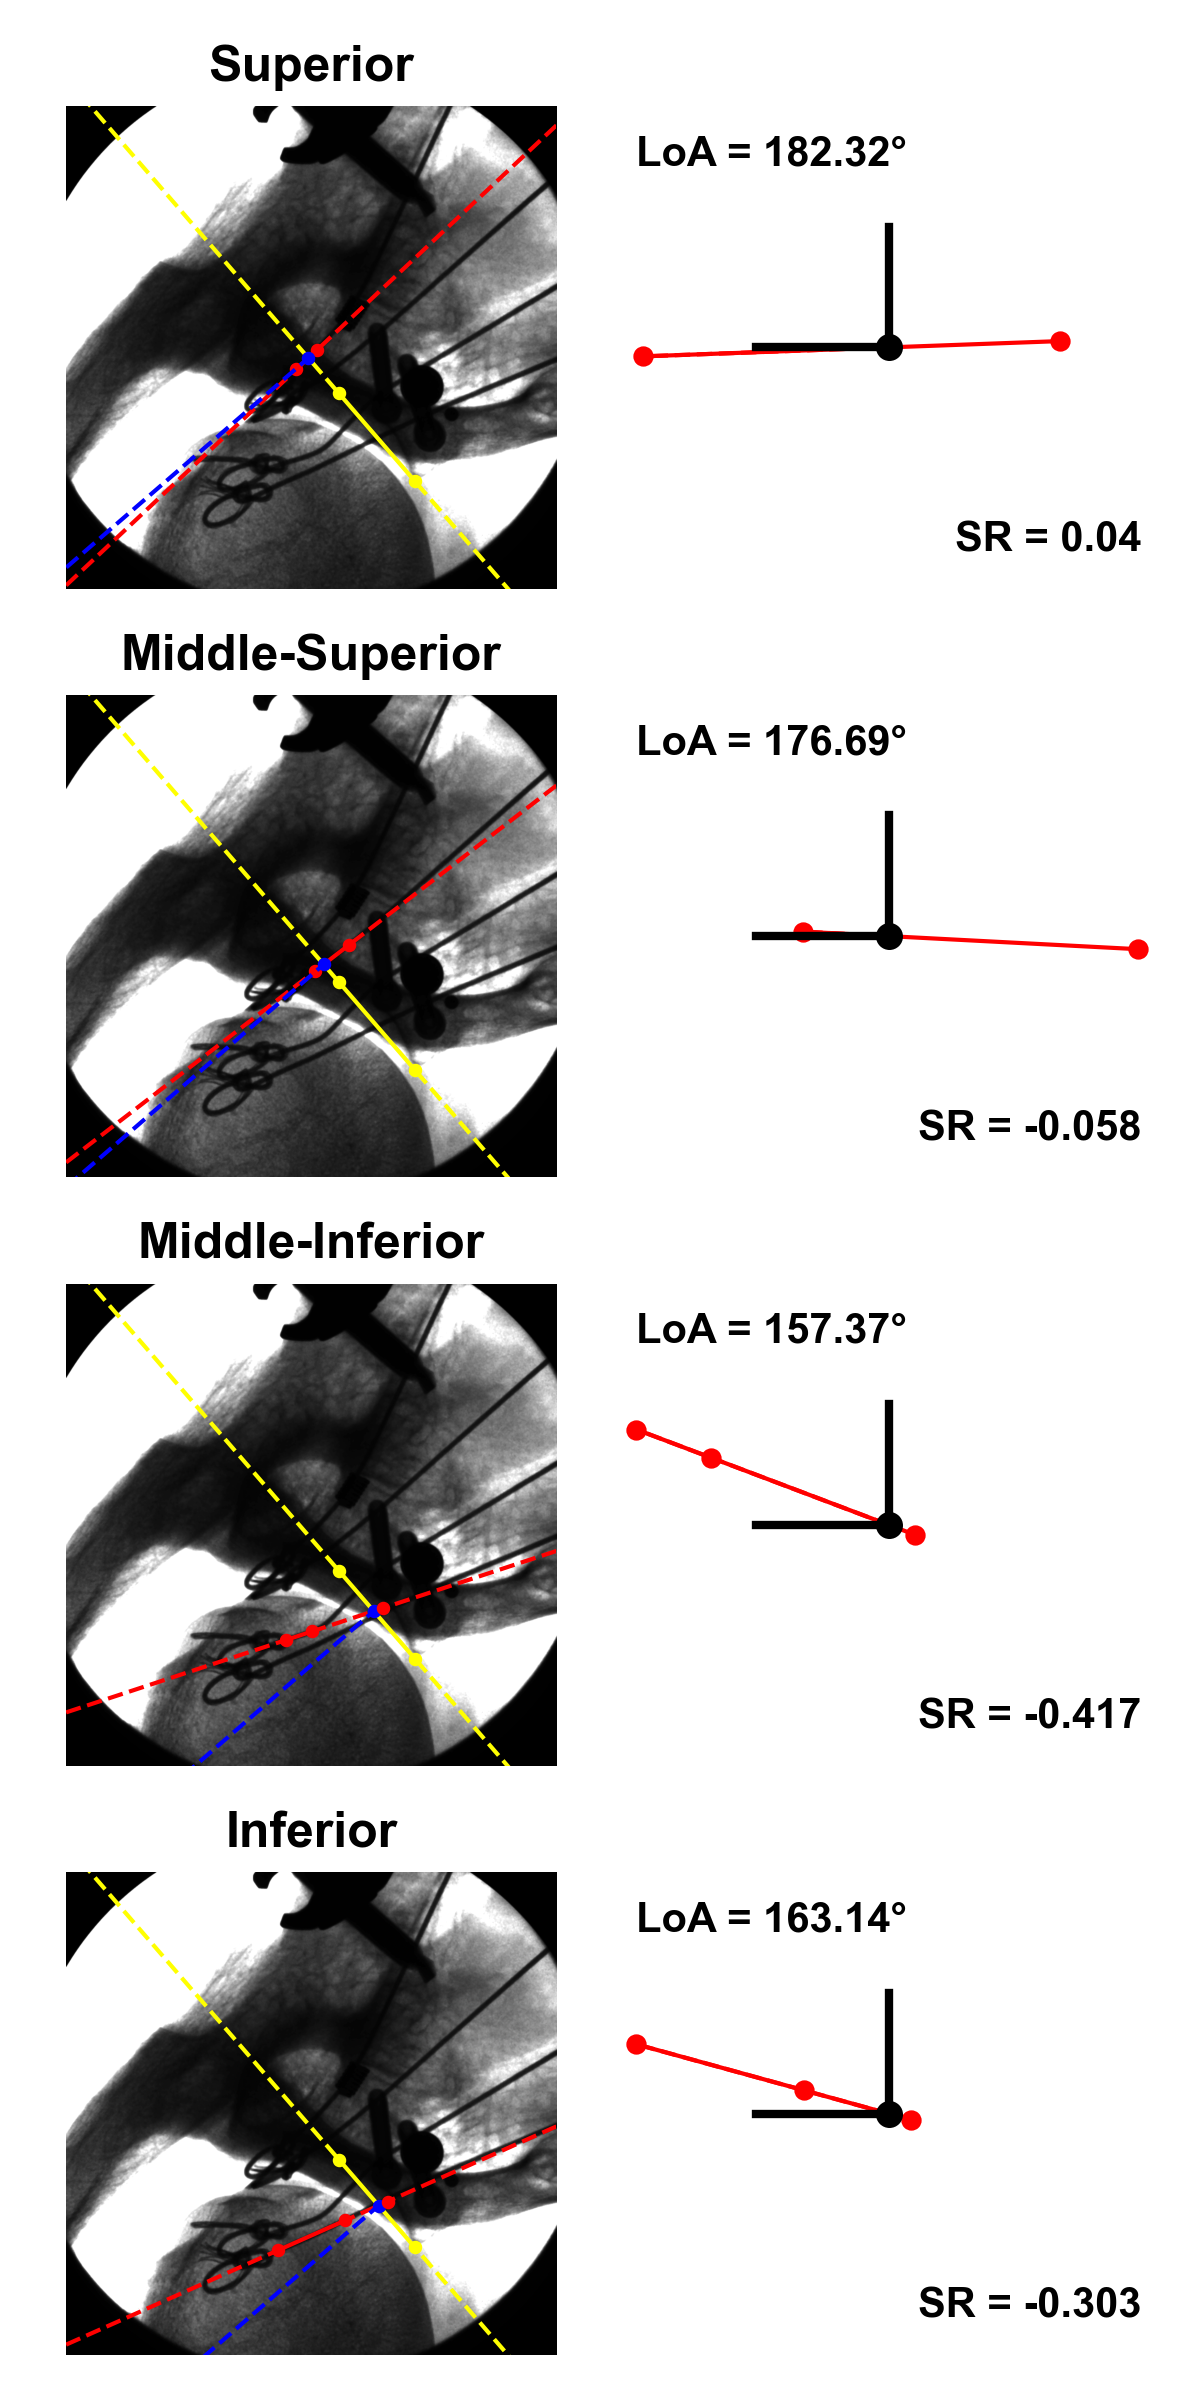 Superior
LoA = 182.32°
SR = 0.04
Middle-Superior
LoA = 176.69°
SR = -0.058
Middle-Inferior
LoA = 157.37°
SR = -0.417
Inferior
LoA = 163.14°
SR = -0.303